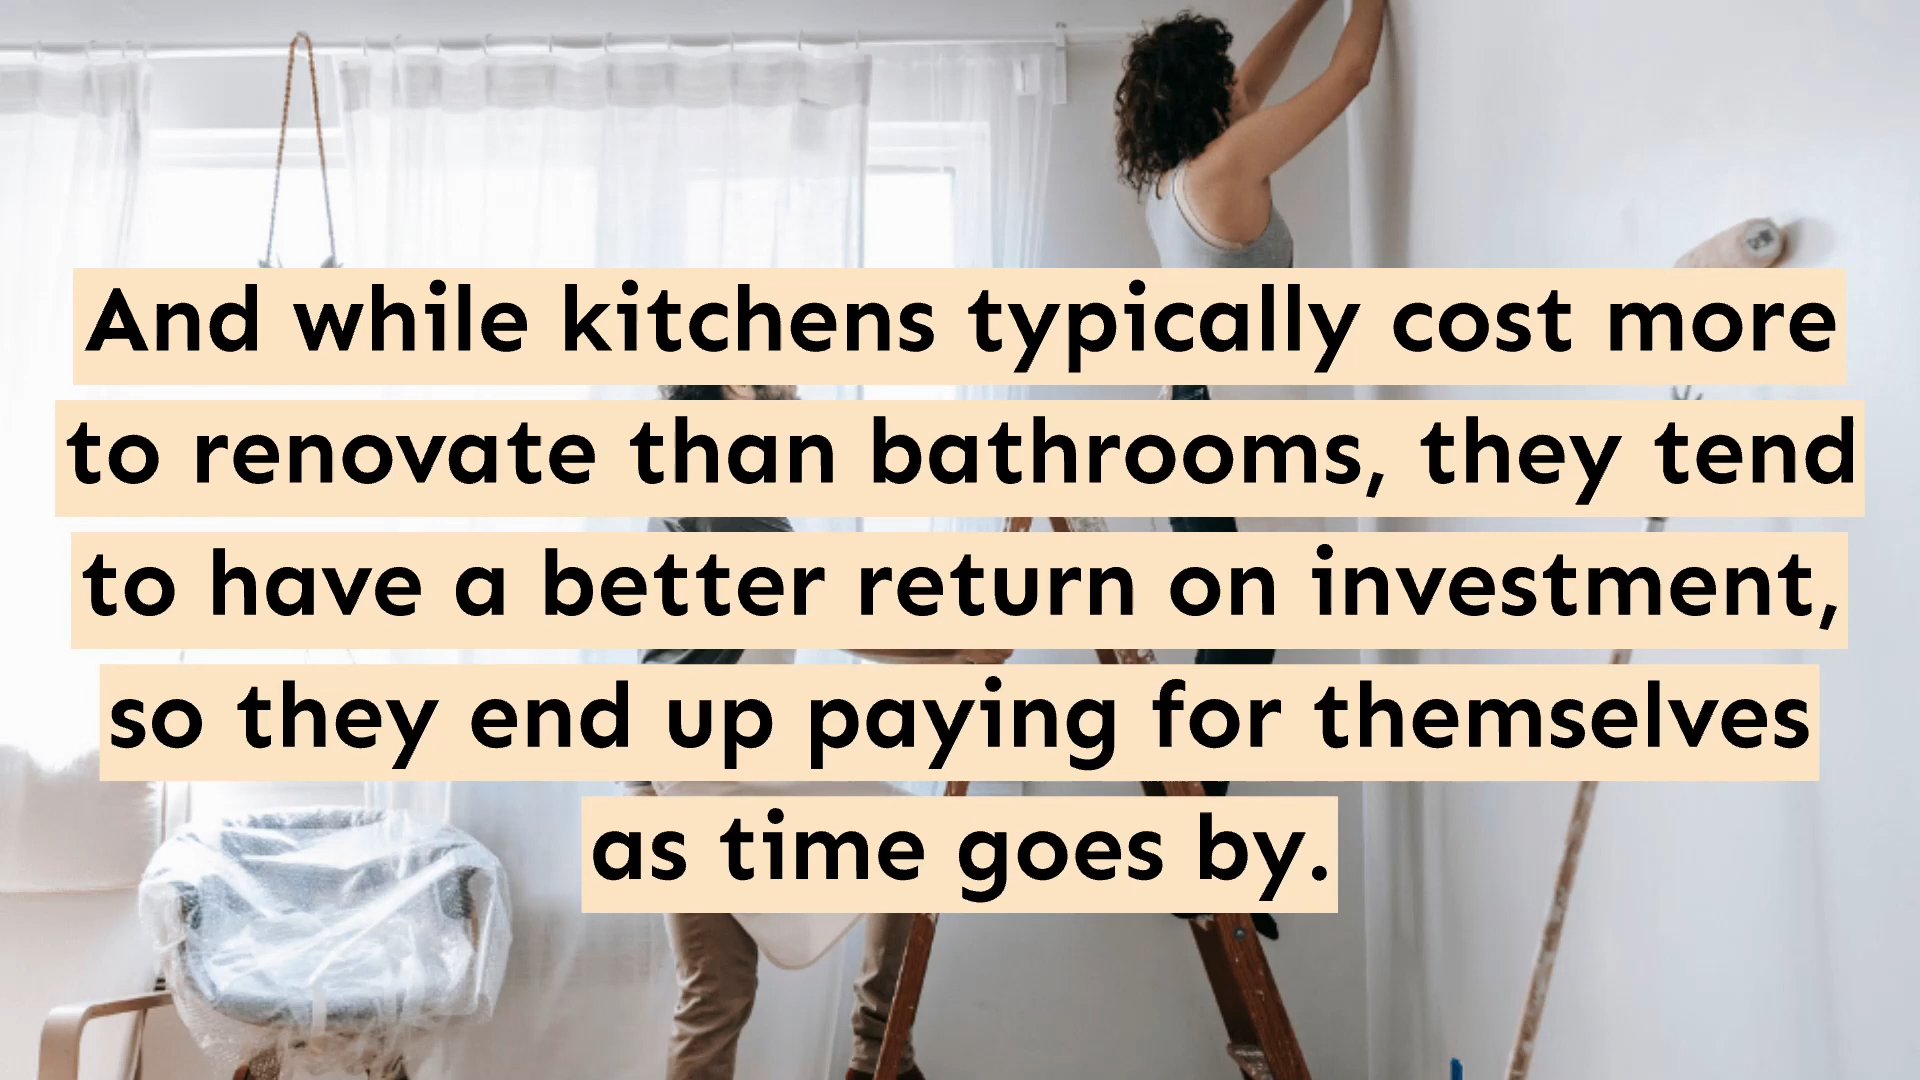 And while kitchens typically cost more
to renovate than bathrooms, they tend
to have a better return on investment,
so they end up paying for themselves
as time goes by.